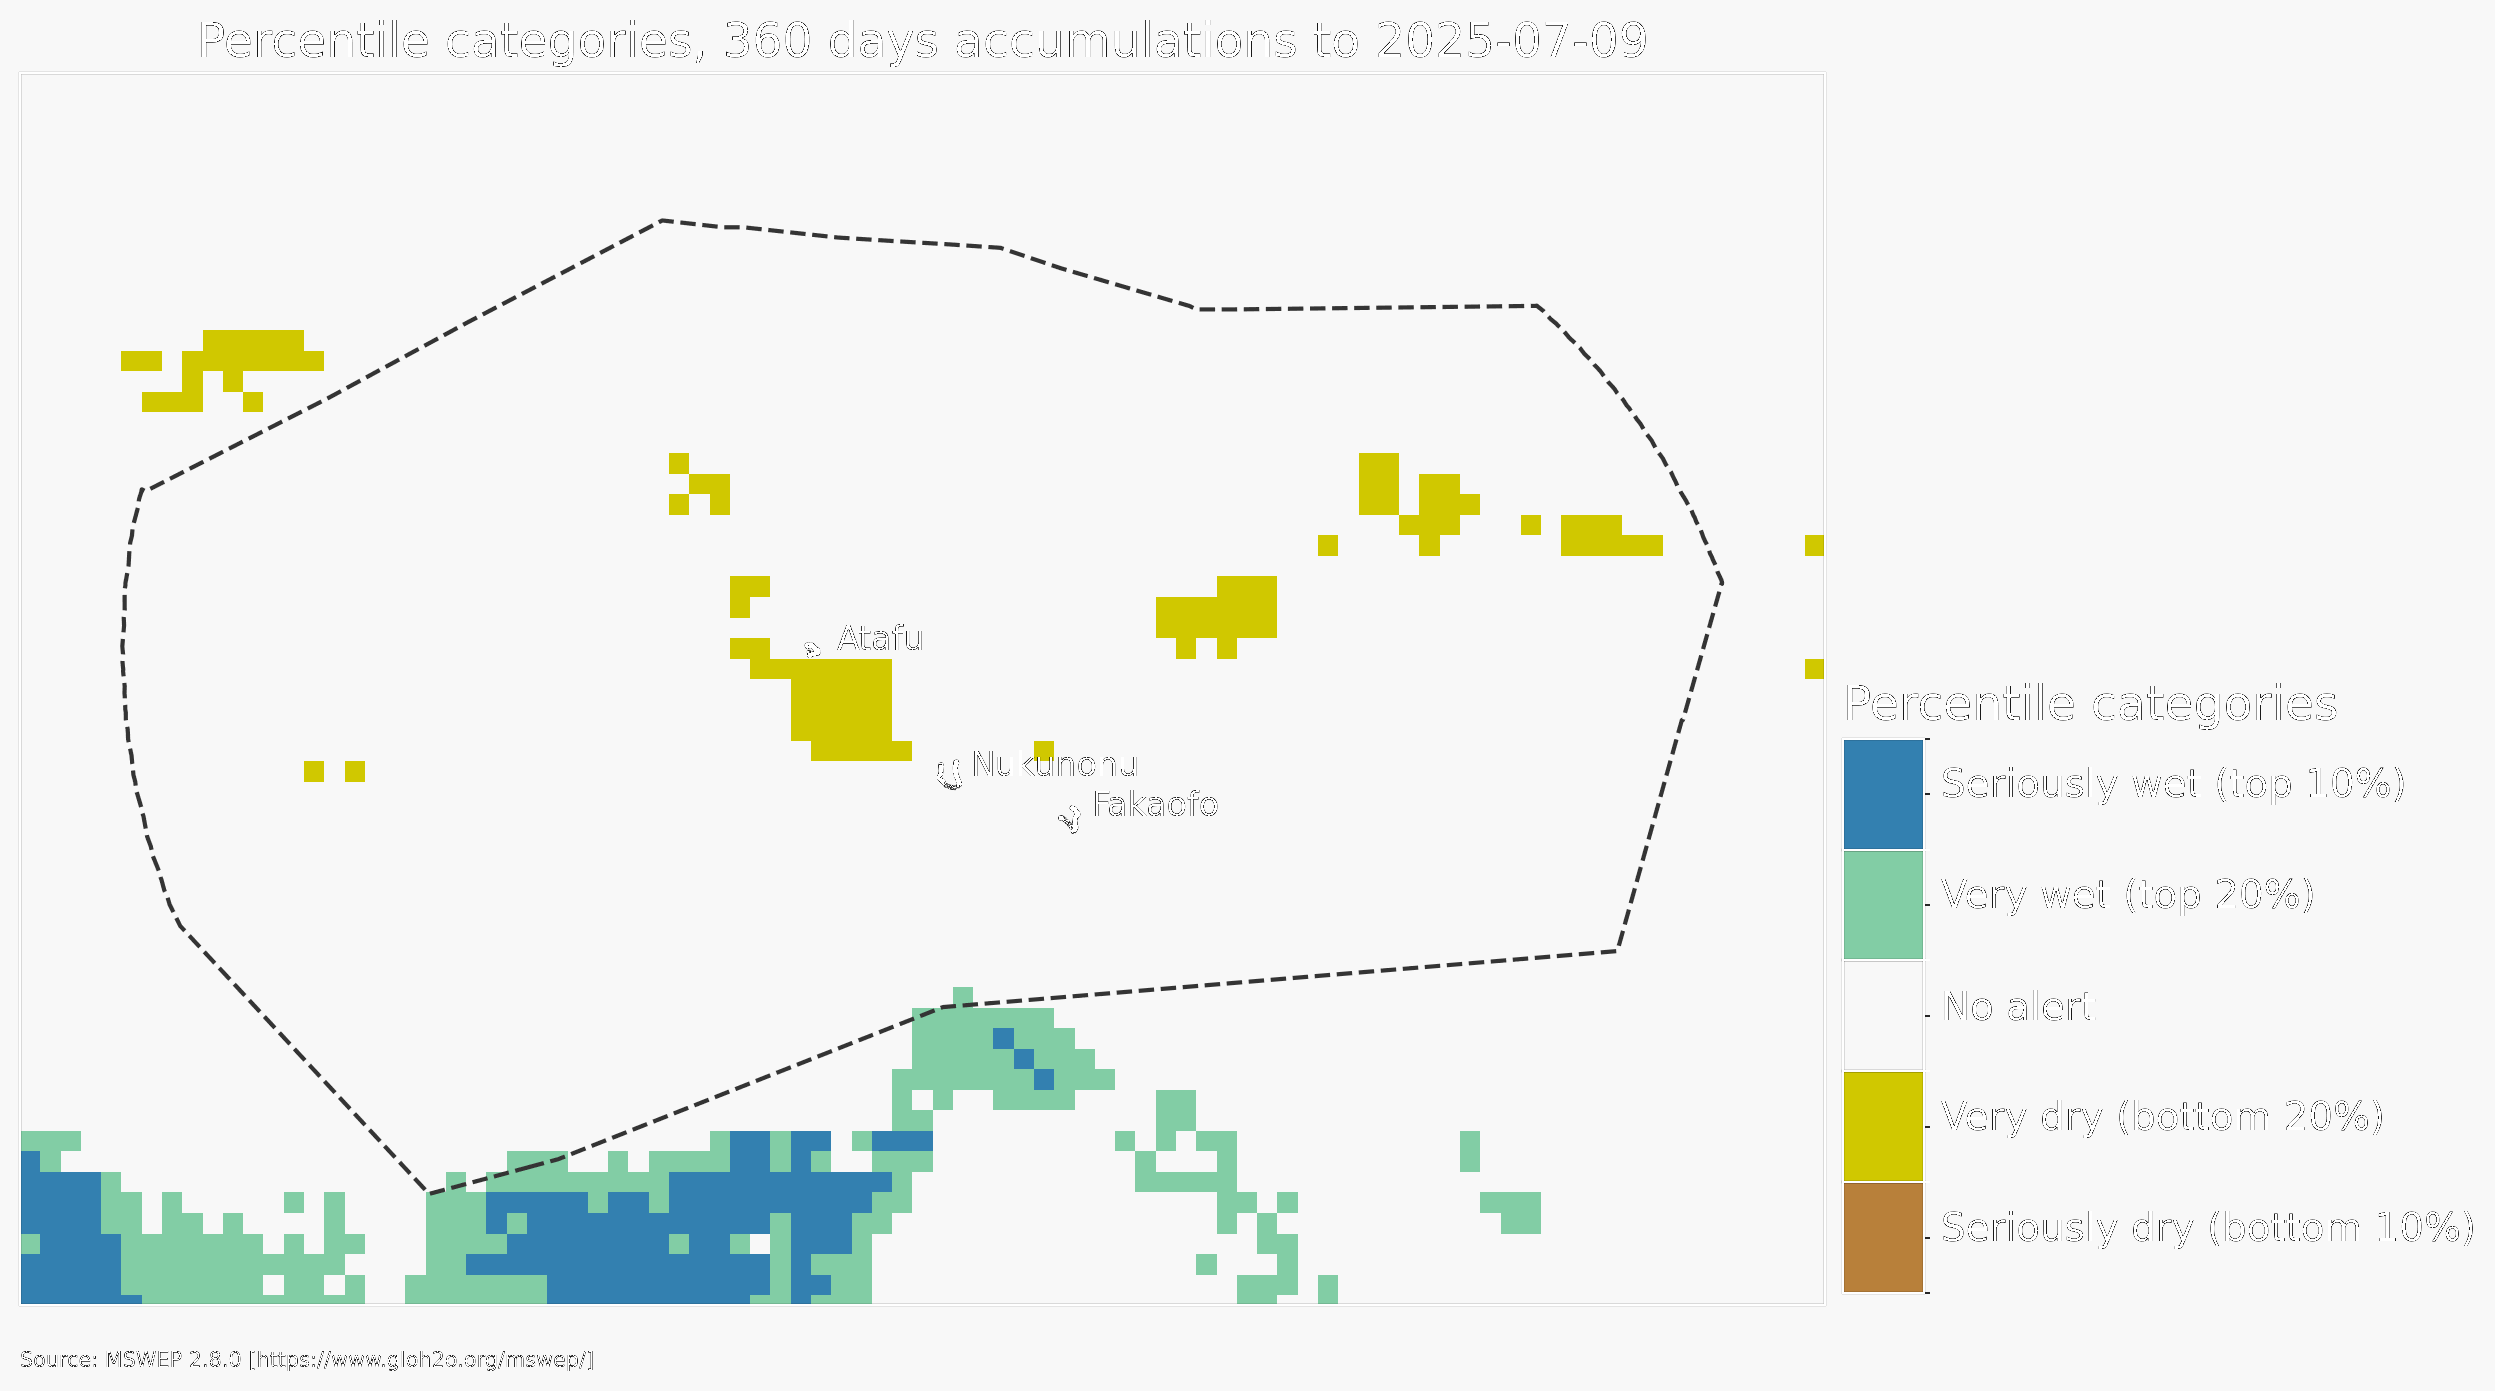 Percentile categories, 360 days accumulations to 2025-07-09
Atafu
Nukunonu
Fakaofo
Percentile categories
Seriously wet (top 10%)
Very wet (top 20%)
No alert
Very dry (bottom 20%)
Seriously dry (bottom 10%)
Source: MSWEP 2.8.0 [https://www.gloh2o.org/mswep/]